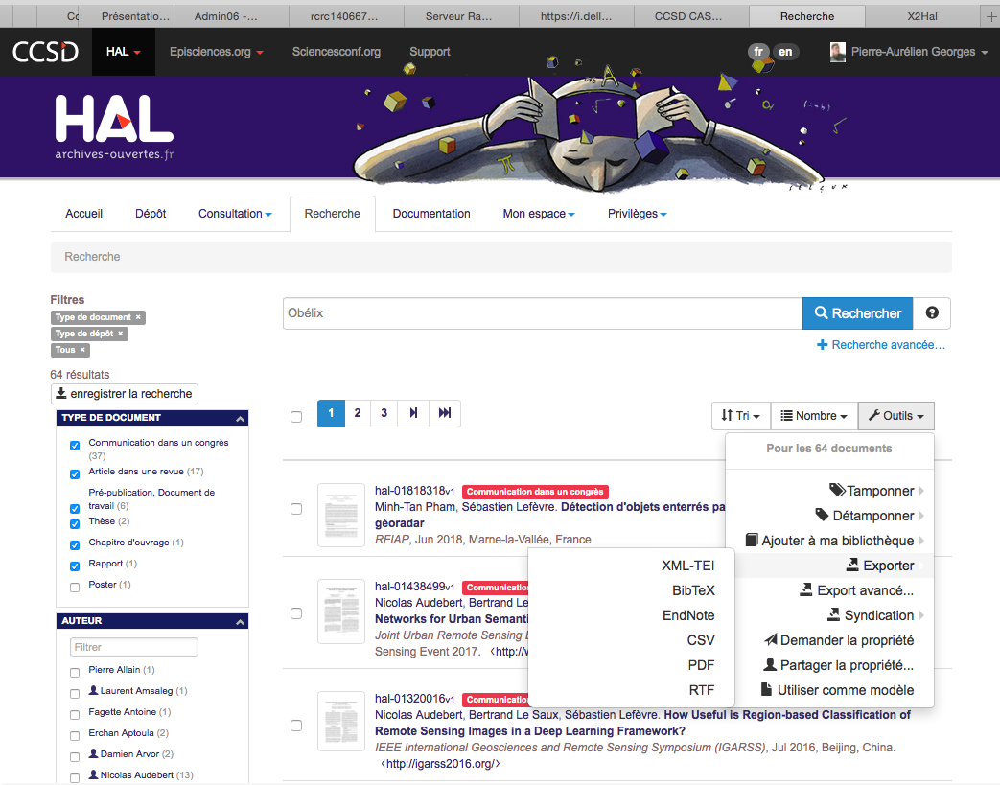 Cc
Présentatio...
Admin06 -...
rcrc140667...
Serveur Ra...
https://i.dell...
CCSD CAS...
Recherche
X2Hal
CCSD
HAL
Episciences.org
Sciencesconf.org
Support
fr
en
Pierre-Aurélien Georges
HAL
archives-ouvertes.fr
Accueil
Dépôt
Consultation
Recherche
Documentation
Mon espace
Privilèges
Recherche
Filtres
Type de document ×
Type de dépôt ×
Tous ×
64 résultats
enregistrer la recherche
Obélix
Rechercher
?
Recherche avancée...
TYPE DE DOCUMENT
Communication dans un congrès
(37)
Article dans une revue (17)
Pré-publication, Document de
travail (6)
Thèse (2)
Chapitre d'ouvrage (1)
Rapport (1)
Poster (1)
AUTEUR
Filtrer
Pierre Allain (1)
Laurent Amsaleg (1)
Fagette Antoine (1)
Erchan Aptoula (2)
Damien Arvor (2)
Nicolas Audebert (13)
1 2 3
Tri
Nombre
Outils
Pour les 64 documents
Tamponner
Détamponner
Ajouter à ma bibliothèque
Exporter
Export avancé...
Syndication
Demander la propriété
Partager la propriété...
Utiliser comme modèle
XML-TEI
BibTeX
EndNote
CSV
PDF
RTF
hal-01818318v1 Communication dans un congrès
Minh-Tan Pham, Sébastien Lefèvre. Détection d'objets enterrés pa
géoradar
RFIAP, Jun 2018, Marne-la-Vallée, France
hal-01438499v1 Communication
Nicolas Audebert, Bertrand Le
Networks for Urban Semanti
Joint Urban Remote Sensing
Sensing Event 2017. ‹http://
hal-01320016v1 Communication
Nicolas Audebert, Bertrand Le Saux, Sébastien Lefèvre. How Useful is Region-based Classification of
Remote Sensing Images in a Deep Learning Framework?
IEEE International Geosciences and Remote Sensing Symposium (IGARSS), Jul 2016, Beijing, China.
‹http://igarss2016.org/›